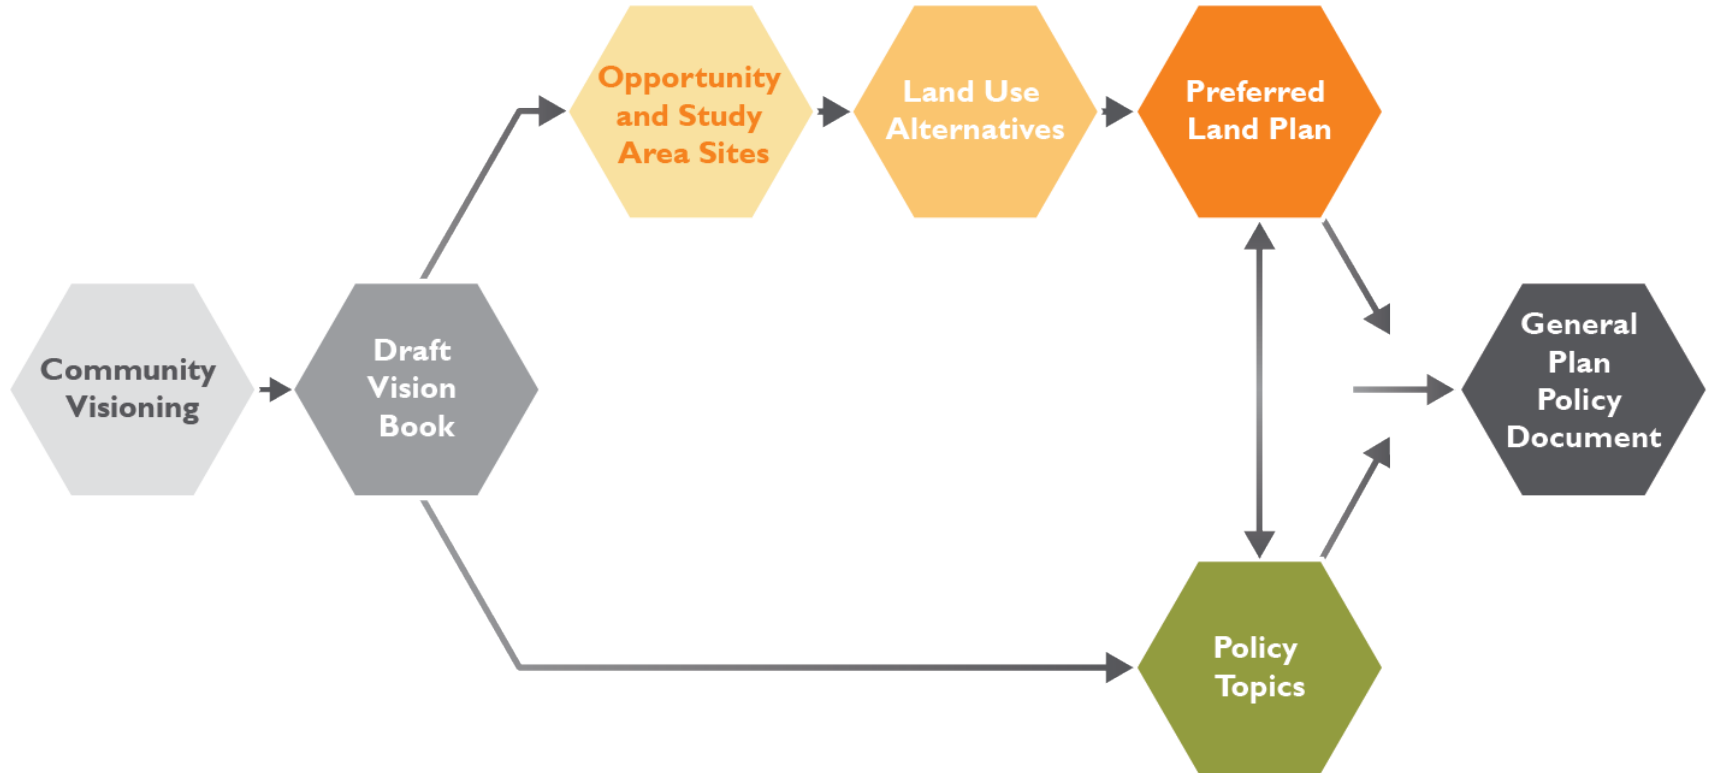 Opportunity
and Study
Area Sites
Land Use
Alternatives
Preferred
Land Plan
Community
Visioning
Draft
Vision
Book
General
Plan
Policy
Document
Policy
Topics